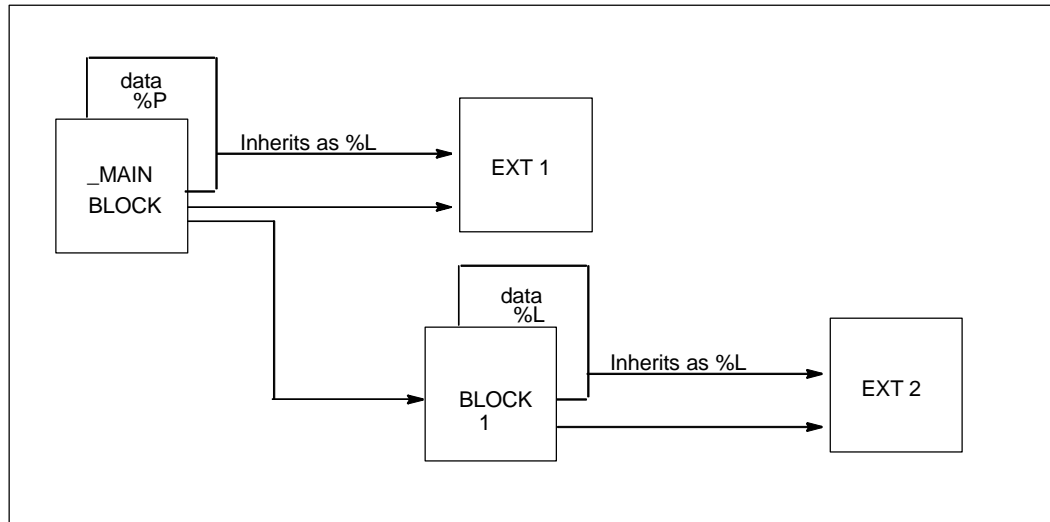 data
%P
_MAIN
BLOCK
Inherits as %L
EXT 1
data
%L
BLOCK
1
Inherits as %L
EXT 2